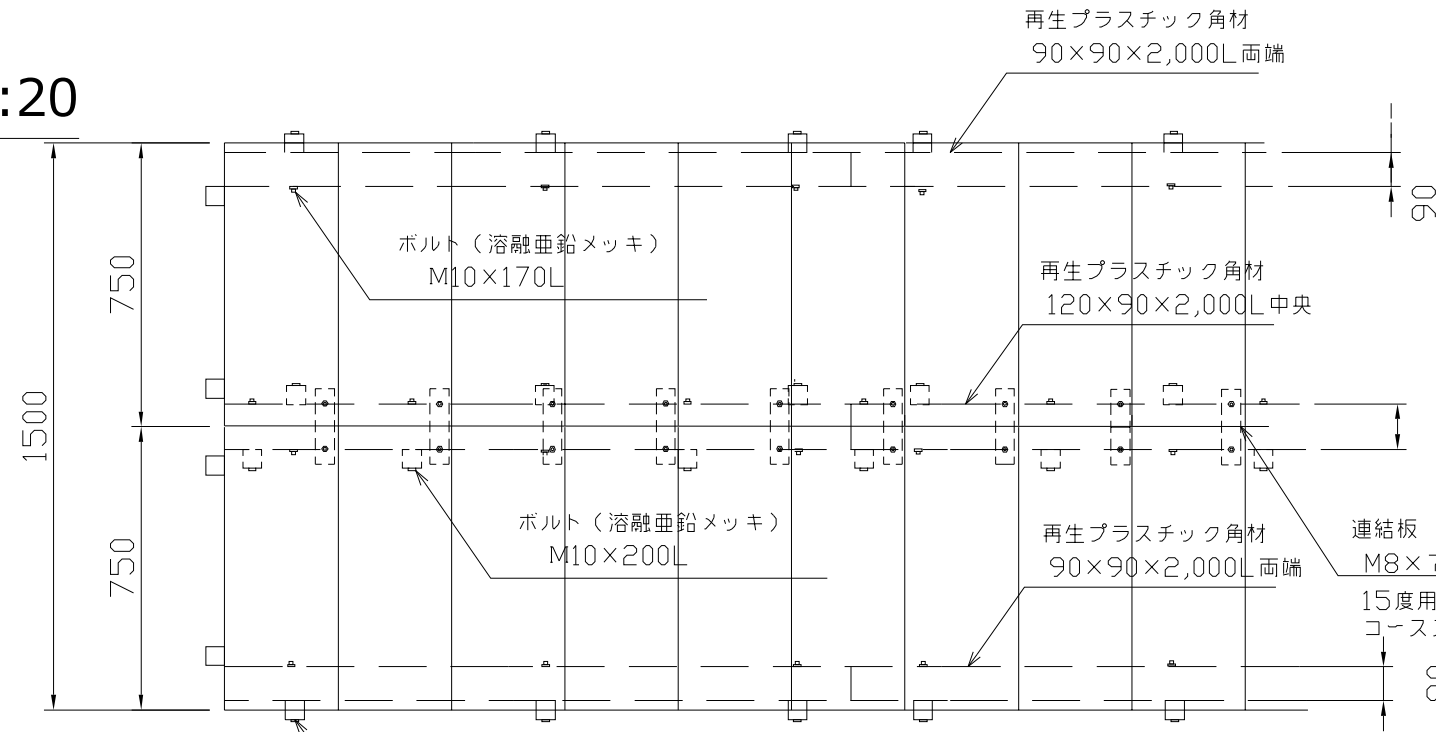 :20
再生プラスチック角材
90×90×2,000L両端
90
750
ボルト（溶融亜鉛メッキ）
M10×170L
再生プラスチック角材
120×90×2,000L中央
1500
750
ボルト（溶融亜鉛メッキ）
M10×200L
再生プラスチック角材
90×90×2,000L両端
連結板
M8×
15度用
コース